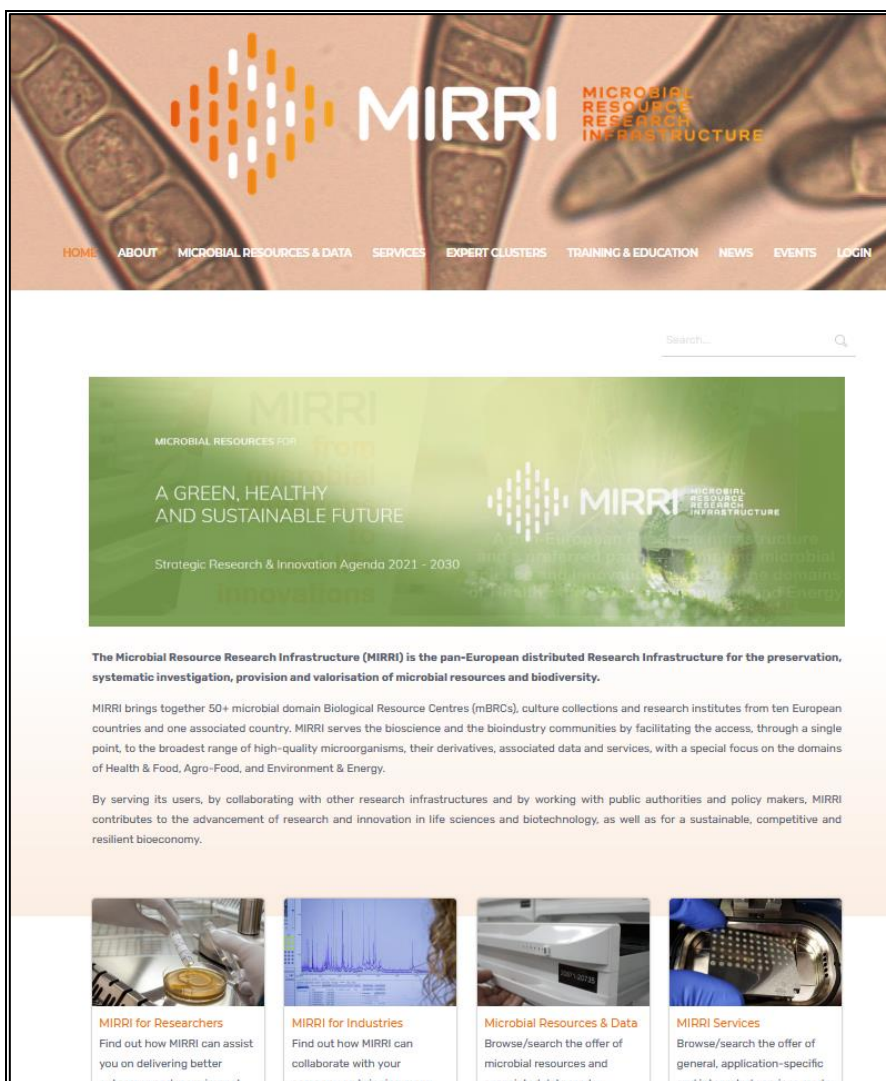 MIRRI
MICROBIAL
RESOURCE
RESEARCH
INFRASTRUCTURE
HOME ABOUT MICROBIAL RESOURCES & DATA SERVICES EXPERT CLUSTERS TRAINING & EDUCATION NEWS EVENTS LOGIN
Search...
MIRRI
from
microbial
to
innovations
MICROBIAL RESOURCES FOR
A GREEN, HEALTHY
AND SUSTAINABLE FUTURE
Strategic Research & Innovation Agenda 2021 - 2030
MIRRI
MICROBIAL
RESOURCE
RESEARCH
INFRASTRUCTURE
The Microbial Resource Research Infrastructure (MIRRI) is the pan-European distributed Research Infrastructure for the preservation,
systematic investigation, provision and valorisation of microbial resources and biodiversity.
MIRRI brings together 50+ microbial domain Biological Resource Centres (mBRCs), culture collections and research institutes from ten European
countries and one associated country. MIRRI serves the bioscience and the bioindustry communities by facilitating the access, through a single
point, to the broadest range of high-quality microorganisms, their derivatives, associated data and services, with a special focus on the domains
of Health & Food, Agro-Food, and Environment & Energy.
By serving its users, by collaborating with other research infrastructures and by working with public authorities and policy makers, MIRRI
contributes to the advancement of research and innovation in life sciences and biotechnology, as well as for a sustainable, competitive and
resilient bioeconomy.
MIRRI for Researchers
Find out how MIRRI can assist
you on delivering better
MIRRI for Industries
Find out how MIRRI can
collaborate with your
Microbial Resources & Data
Browse/search the offer of
microbial resources and
MIRRI Services
Browse/search the offer of
general, application-specific